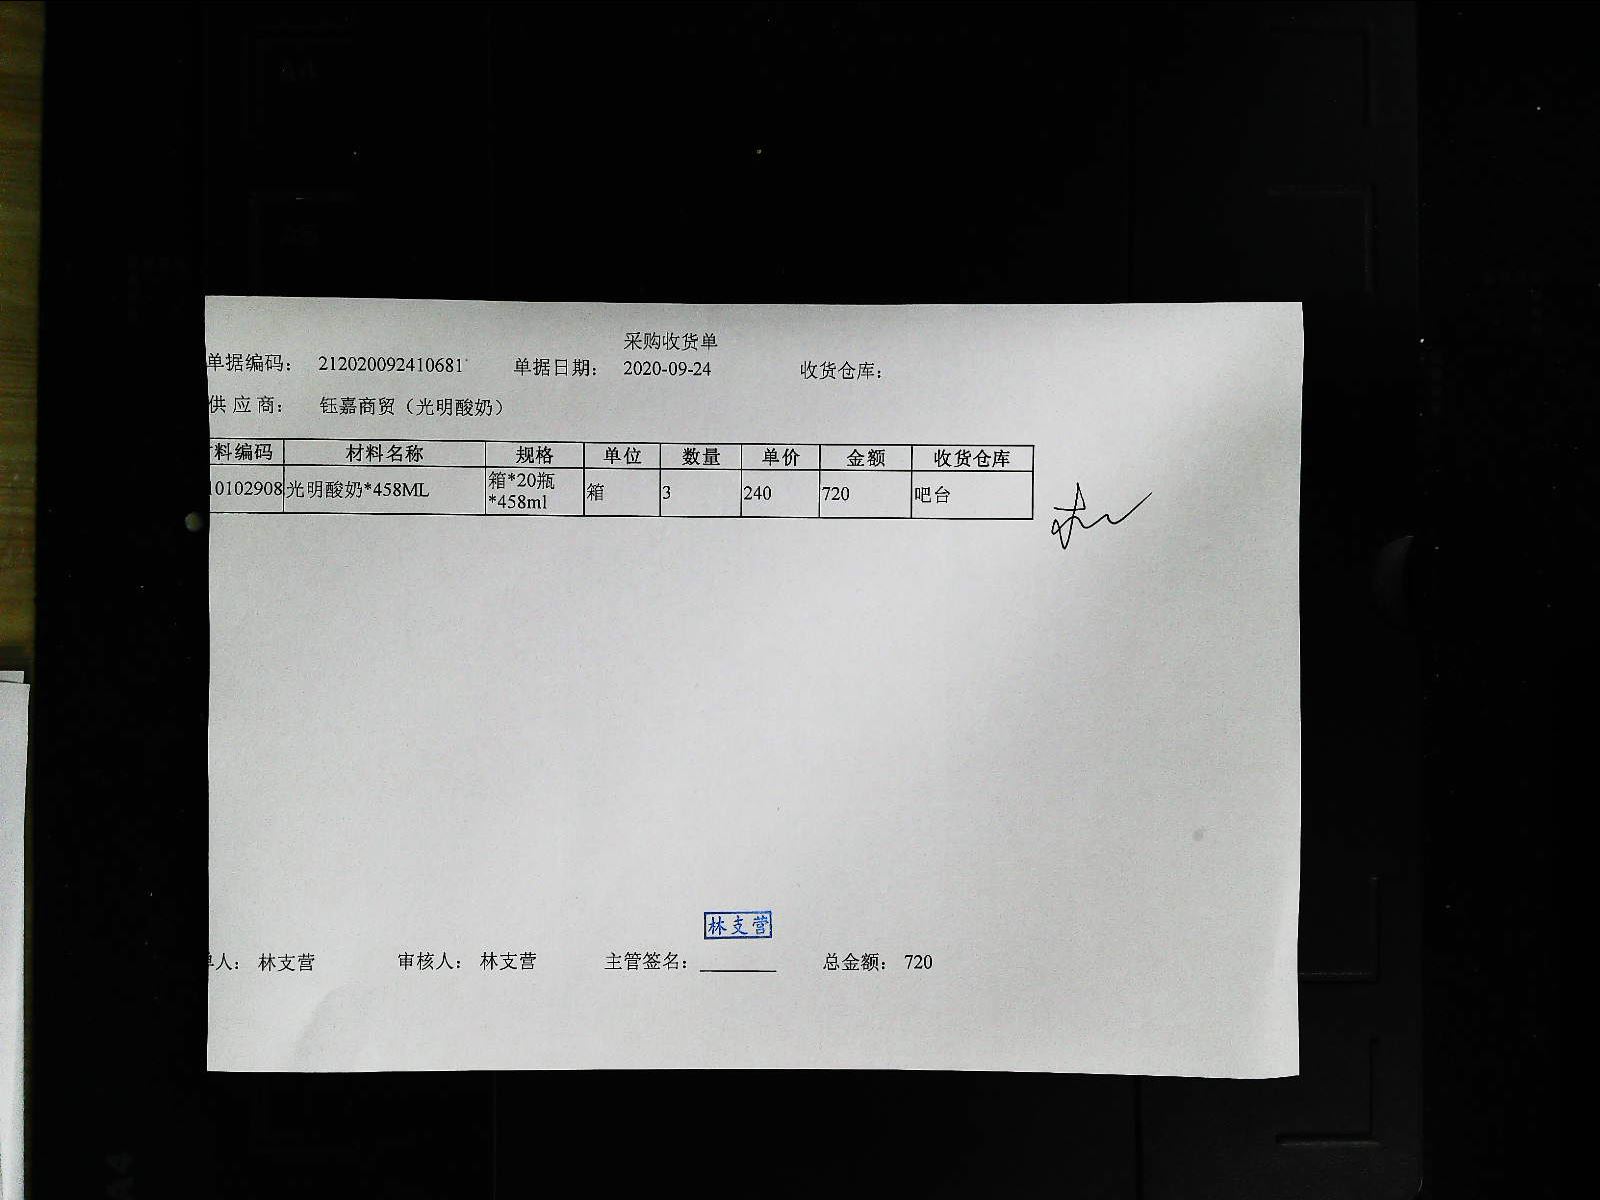 采购收货单
单据编码： 212020092410681 单据日期： 2020-09-24 收货仓库：
供 应 商： 钰嘉商贸（光明酸奶）
料编码 材料名称 规格 单位 数量 单价 金额 收货仓库
10102908 光明酸奶*458ML 箱*20瓶*458ml 箱 3 240 720 吧台
林支营
单人： 林支营 审核人： 林支营 主管签名： 总金额： 720